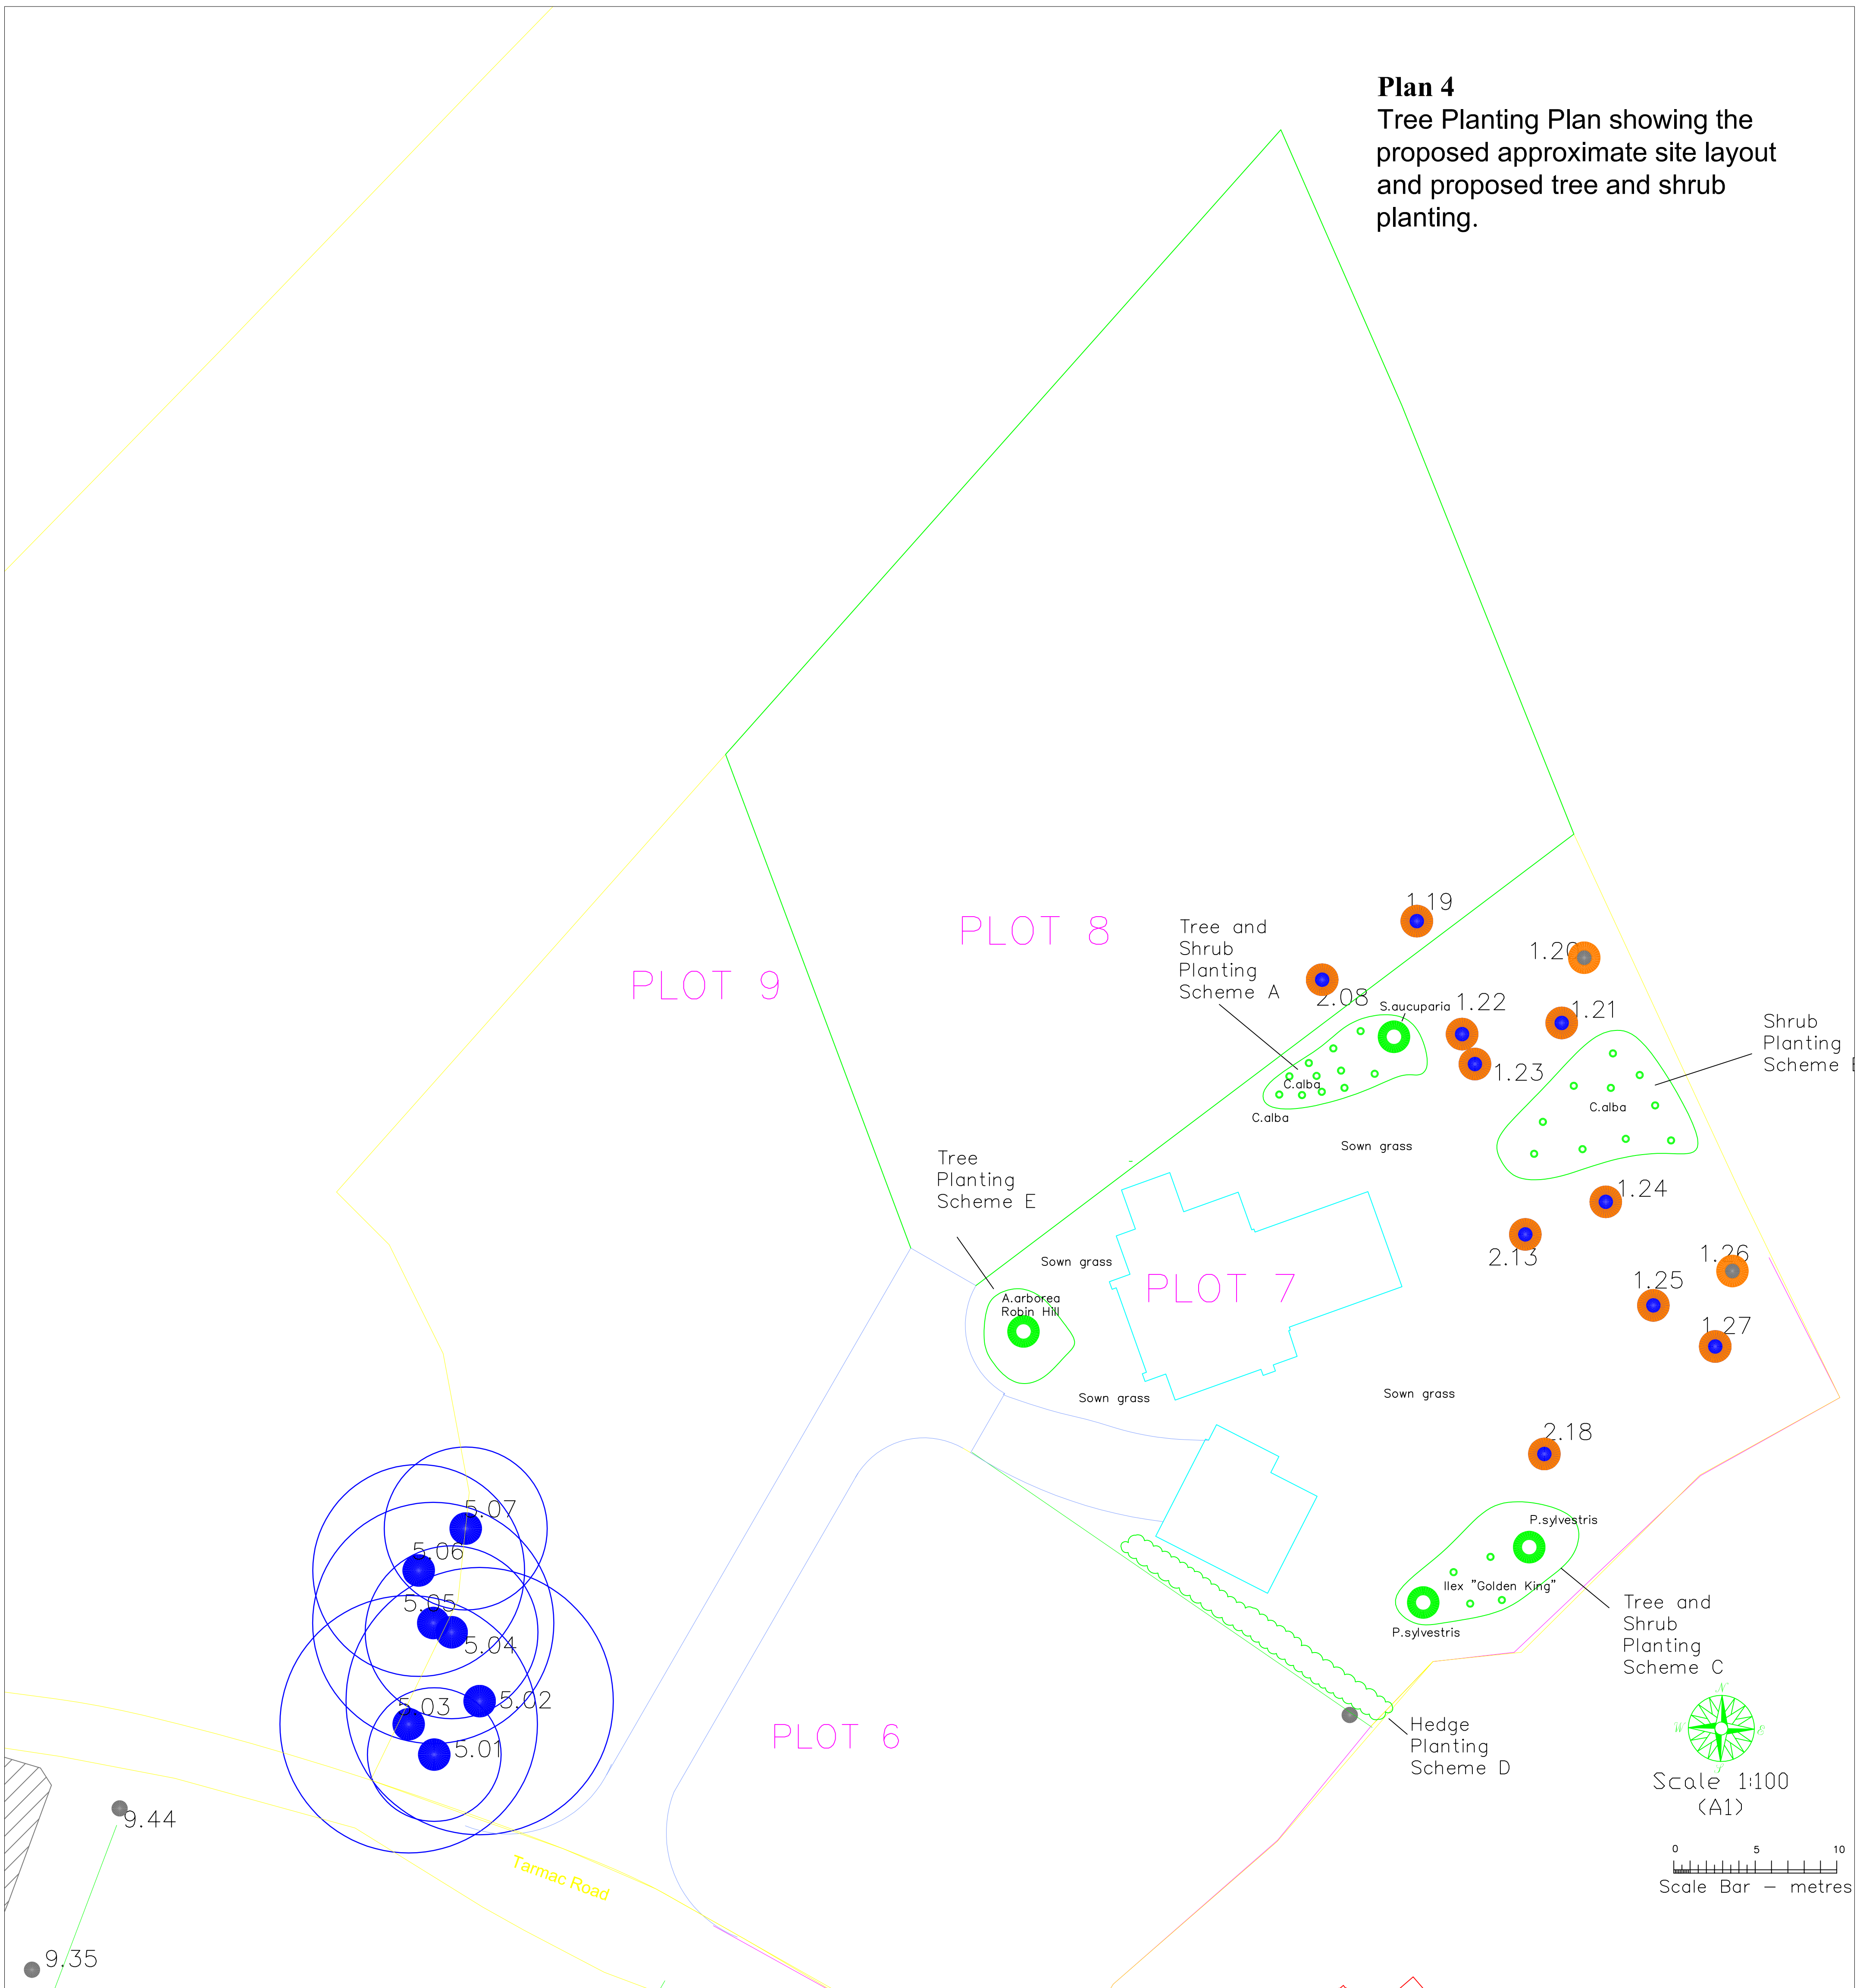 Plan 4
Tree Planting Plan showing the
proposed approximate site layout
and proposed tree and shrub
planting.
PLOT 8
PLOT 9
Tree and
Shrub
Planting
Scheme A
1.19
1.20
2.08
S.aucuparia
1.22
1.21
1.23
Shrub
Planting
Scheme
C.alba
C.alba
C.alba
Sown grass
Tree
Planting
Scheme E
1.24
2.13
Sown grass
PLOT 7
1.26
1.25
1.27
A.arborea
Robin Hill
Sown grass
Sown grass
2.18
5.07
5.06
5.05
5.04
5.03
5.02
5.01
P.sylvestris
Ilex "Golden King"
P.sylvestris
Tree and
Shrub
Planting
Scheme C
Hedge
Planting
Scheme D
PLOT 6
N
W
E
S
Scale 1:100
(A1)
0 5 10
Scale Bar – metres
9.44
Tarmac Road
9.35